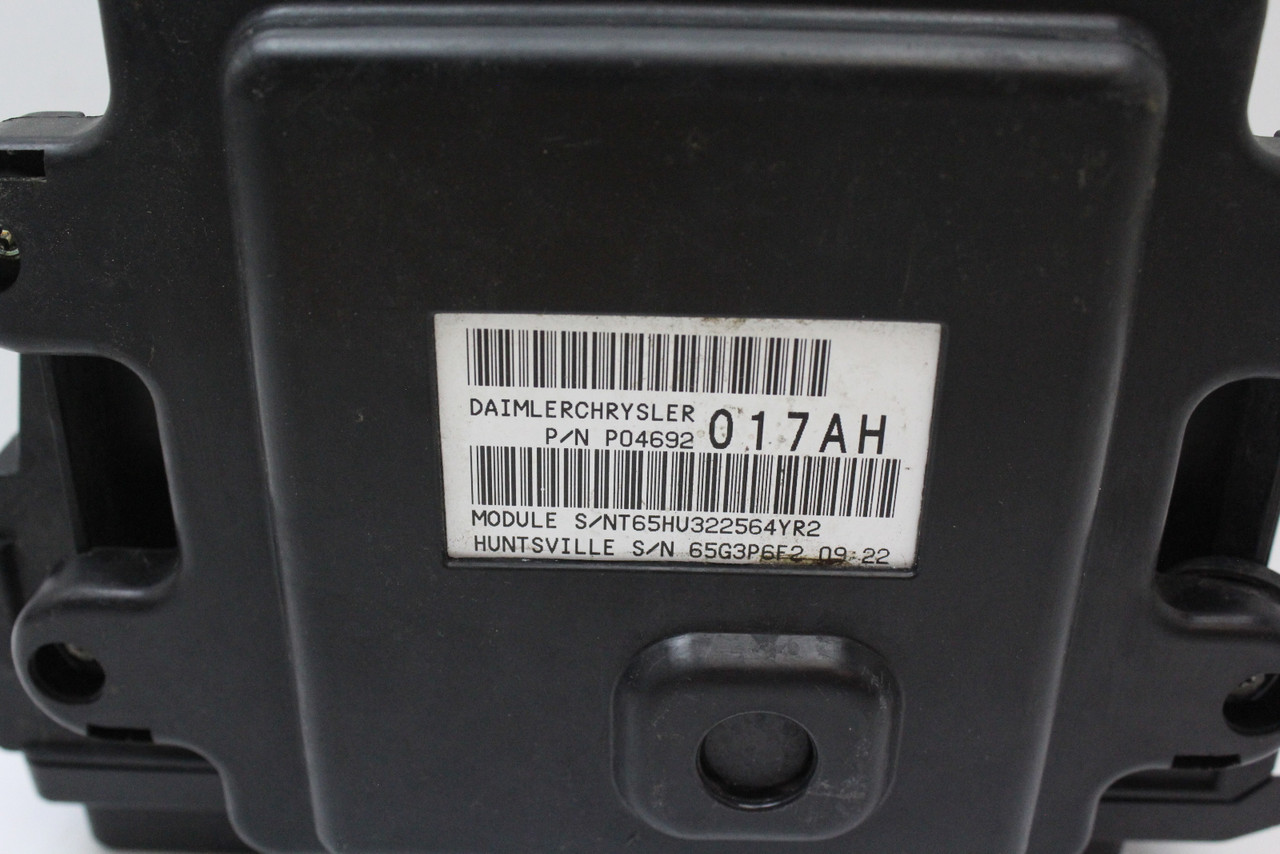 DAIMLERCHRYSLER
P/N P04692 017AH
MODULE S/NT65HU322564YR2
HUNTSVILLE S/N 65G3P6F2 09:22